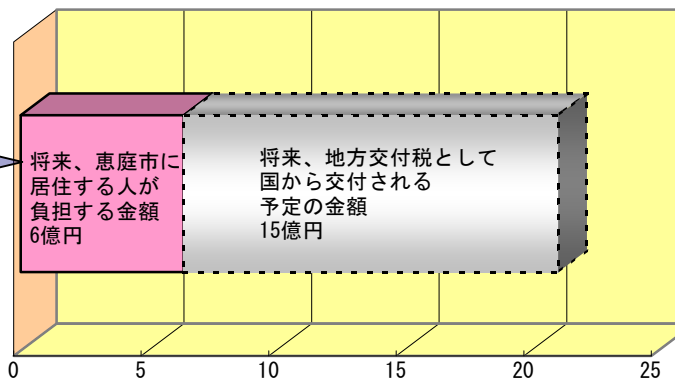 将来、恵庭市に
居住する人が
負担する金額
6億円
将来、地方交付税として
国から交付される
予定の金額
15億円
0 5 10 15 20 25